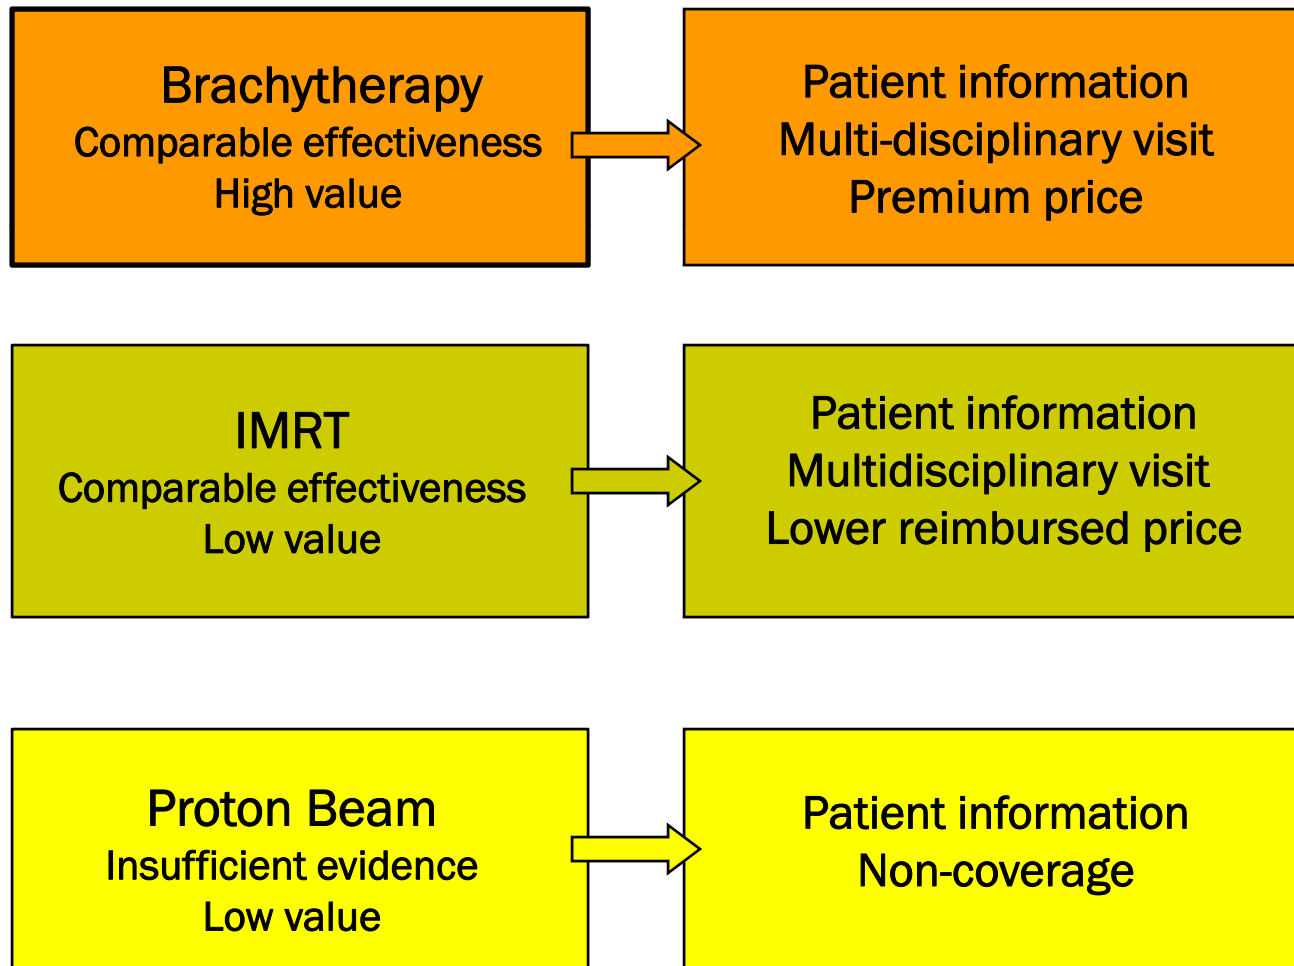 Brachytherapy
Comparable effectiveness
High value
Patient information
Multi-disciplinary visit
Premium price
IMRT
Comparable effectiveness
Low value
Patient information
Multidisciplinary visit
Lower reimbursed price
Proton Beam
Insufficient evidence
Low value
Patient information
Non-coverage